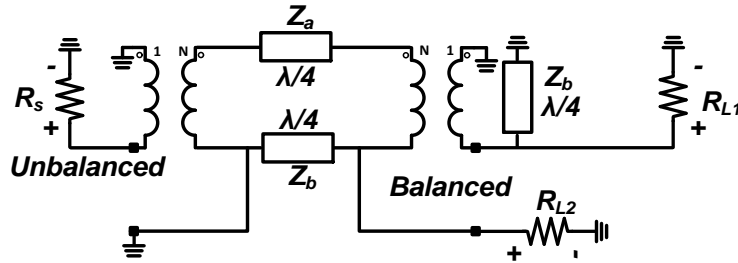 Z_a
1 N N 1
- λ/4 Z_b -
R_s λ/4 λ/4 R_L1
+ +
Unbalanced Z_b Balanced
R_L2
+ -